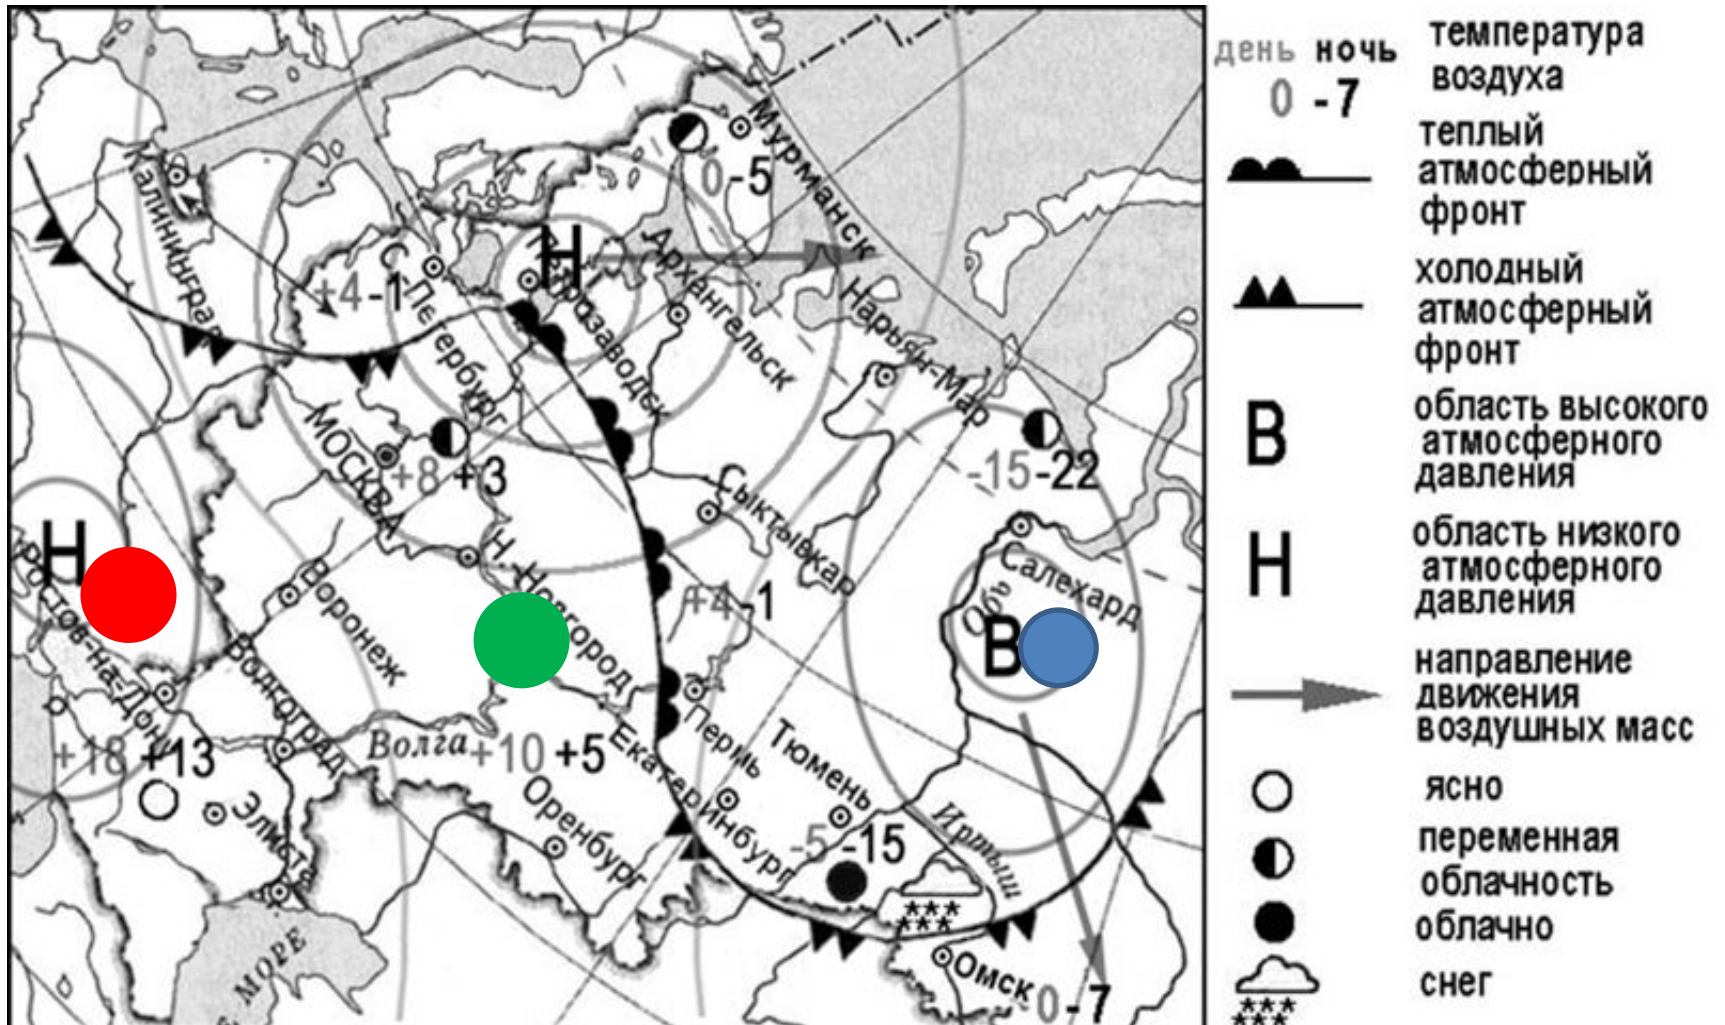 Мурманск
Калининград
0-5
Н
Архангельск
С.-Петербург
+4-1
Петрозаводск
Нарьян-Мар
МОСКВА
+8 +3
-15-22
Сыктывкар
Н
Н.-Новгород
Салехард
Обь
Воронеж
+4-1
В
Ростов-на-Дону
Волгоград
Пермь
Тюмень
Волга
+10 +5
Екатеринбург
+18 +13
Оренбург
Иртыш
Элиста
-5 -15
МОРЕ
Омск
0-7
день ночь
0 -7
температура
воздуха
теплый
атмосферный
фронт
холодный
атмосферный
фронт
В
область высокого
атмосферного
давления
Н
область низкого
атмосферного
давления
направление
движения
воздушных масс
ясно
переменная
облачность
облачно
снег